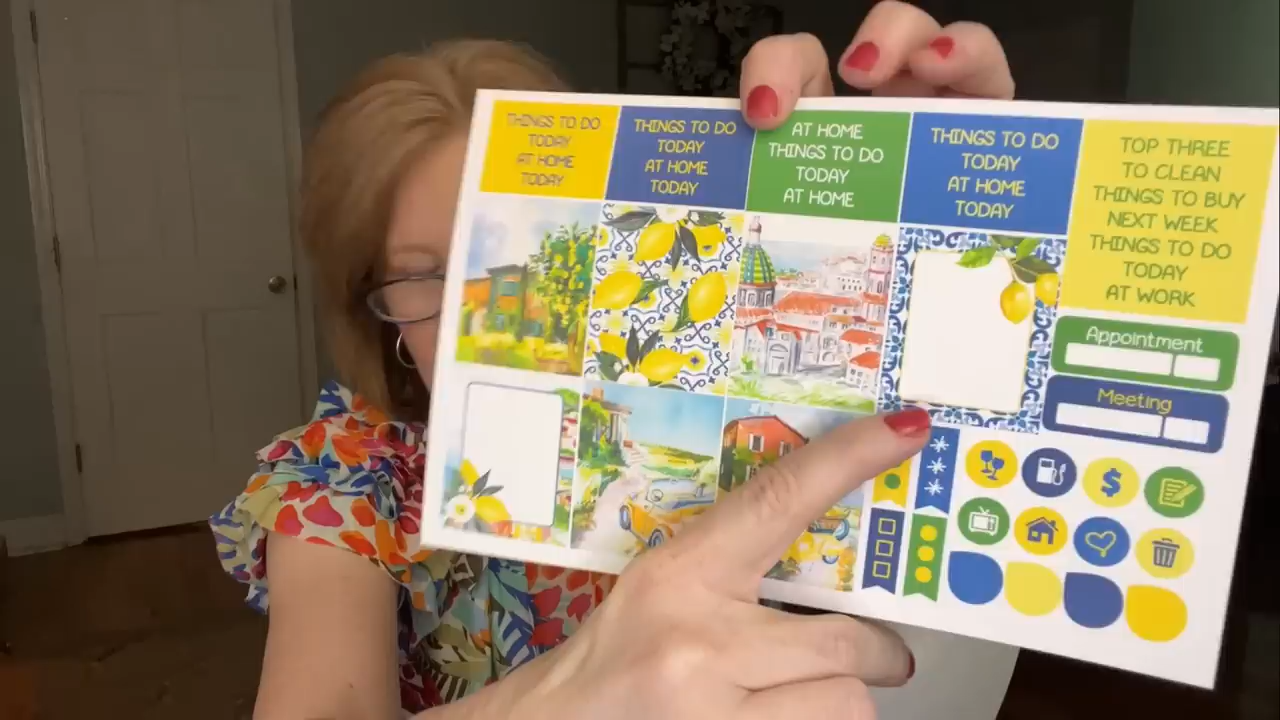 THINGS TO DO
TODAY
AT HOME
TODAY
THINGS TO DO
TODAY
AT HOME
TODAY
AT HOME
THINGS TO DO
TODAY
AT HOME
THINGS TO DO
TODAY
AT HOME
TODAY
TOP THREE
TO CLEAN
THINGS TO BUY
NEXT WEEK
THINGS TO DO
TODAY
AT WORK
Appointment
Meeting
$